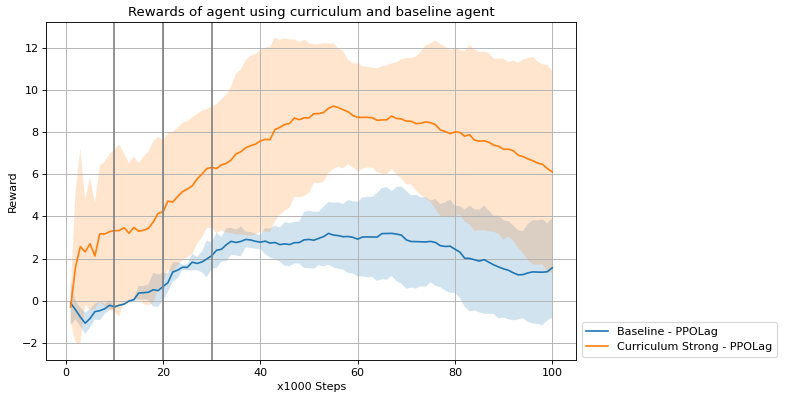 Rewards of agent using curriculum and baseline agent
12
10
8
6
4
2
0
−2
Reward
0 20 40 60 80 100
x1000 Steps
Baseline - PPOLag
Curriculum Strong - PPOLag